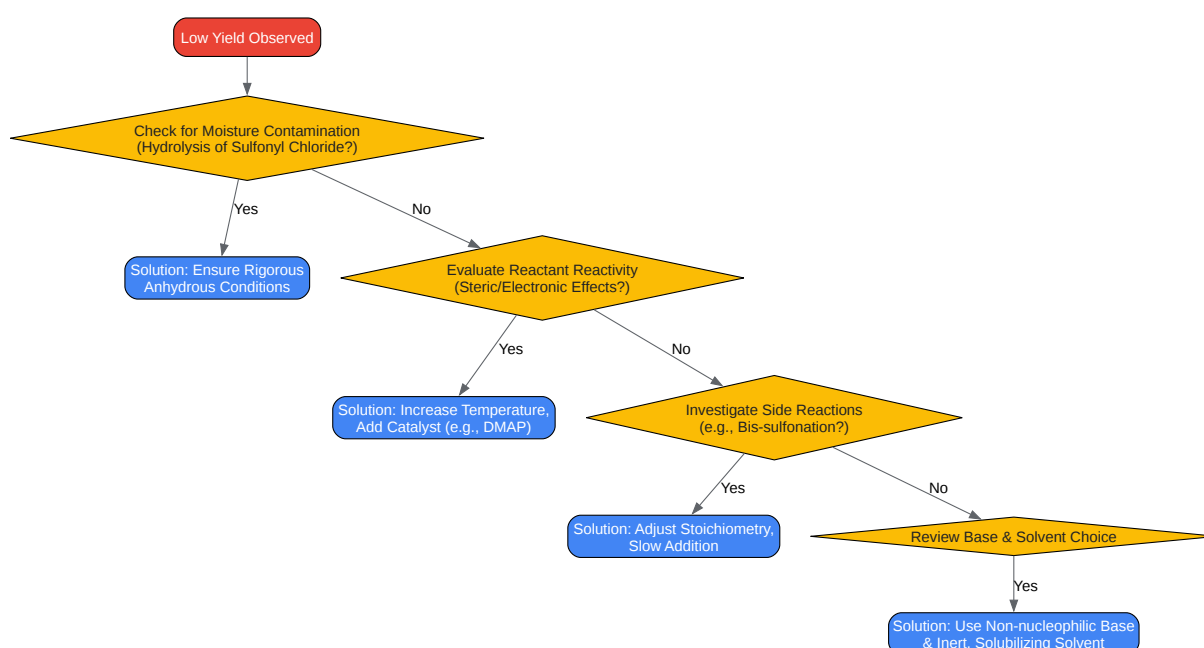 Low Yield Observed
Check for Moisture Contamination
(Hydrolysis of Sulfonyl Chloride?)
Yes
No
Solution: Ensure Rigorous
Anhydrous Conditions
Evaluate Reactant Reactivity
(Steric/Electronic Effects?)
Yes
No
Solution: Increase Temperature,
Add Catalyst (e.g., DMAP)
Investigate Side Reactions
(e.g., Bis-sulfonation?)
Yes
No
Solution: Adjust Stoichiometry,
Slow Addition
Review Base & Solvent Choice
Yes
Solution: Use Non-nucleophilic Base
& Inert, Solubilizing Solvent